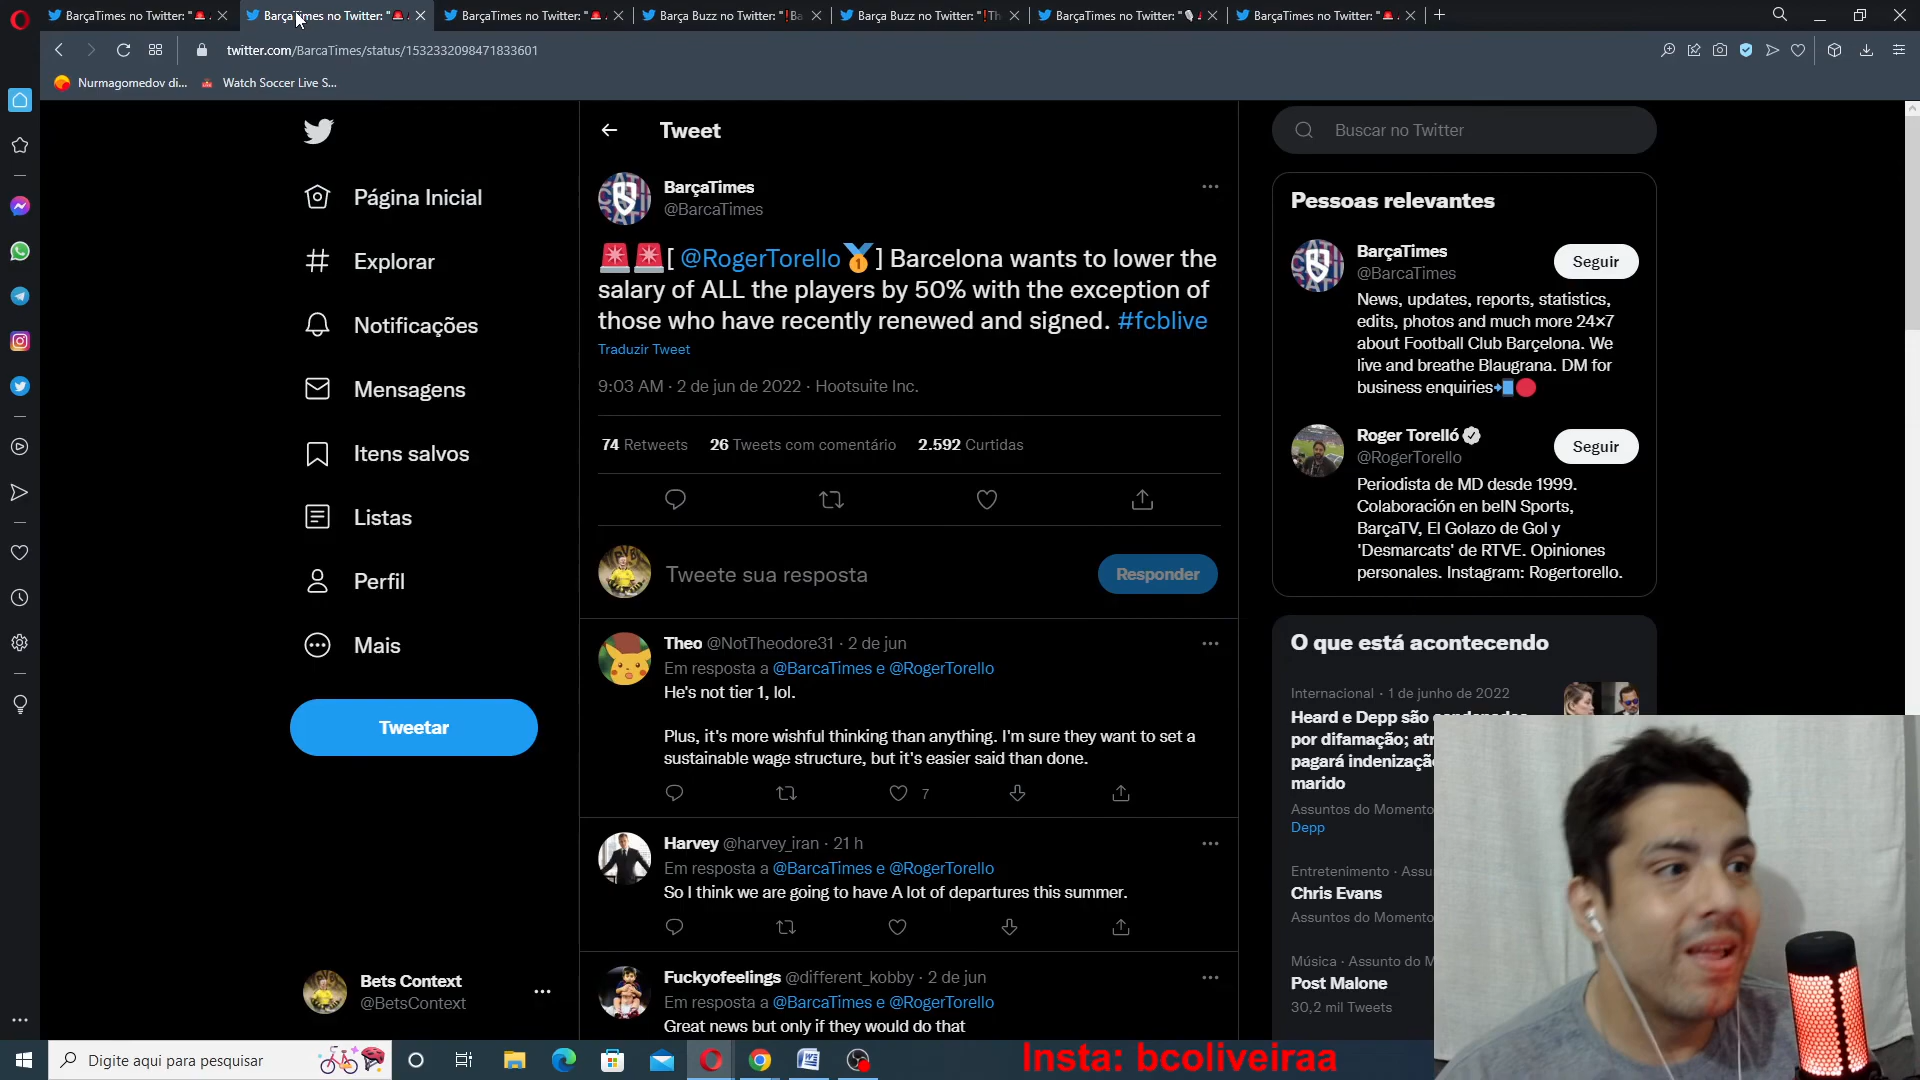 BarçaTimes no Twitter: "🚨
BarçaTimes no Twitter: "🚨
BarçaTimes no Twitter: "🚨
Barça Buzz no Twitter: "❗Ba
Barça Buzz no Twitter: "❗Th
BarçaTimes no Twitter: "🎙
BarçaTimes no Twitter: "🚨
twitter.com/BarcaTimes/status/1532332098471833601
Nurmagomedov di...
Watch Soccer Live S...
Página Inicial
Explorar
Notificações
Mensagens
Itens salvos
Listas
Perfil
Mais
Tweetar
Bets Context
@BetsContext
Tweet
BarçaTimes
@BarcaTimes
🚨🚨[ @RogerTorello🥇] Barcelona wants to lower the
salary of ALL the players by 50% with the exception of
those who have recently renewed and signed. #fcblive
Traduzir Tweet
9:03 AM · 2 de jun de 2022 · Hootsuite Inc.
74 Retweets 26 Tweets com comentário 2.592 Curtidas
Tweete sua resposta
Responder
Theo @NotTheodore31 · 2 de jun
Em resposta a @BarcaTimes e @RogerTorello
He's not tier 1, lol.
Plus, it's more wishful thinking than anything. I'm sure they want to set a
sustainable wage structure, but it's easier said than done.
7
Harvey @harvey_iran · 21 h
Em resposta a @BarcaTimes e @RogerTorello
So I think we are going to have A lot of departures this summer.
Fuckyofeelings @different_kobby · 2 de jun
Em resposta a @BarcaTimes e @RogerTorello
Great news but only if they would do that
Buscar no Twitter
Pessoas relevantes
BarçaTimes
@BarcaTimes
Seguir
News, updates, reports, statistics,
edits, photos and much more 24×7
about Football Club Barçelona. We
live and breathe Blaugrana. DM for
business enquiries📲🔴
Roger Torelló
@RogerTorello
Seguir
Periodista de MD desde 1999.
Colaboración en beIN Sports,
BarçaTV, El Golazo de Gol y
'Desmarcats' de RTVE. Opiniones
personales. Instagram: Rogertorello.
O que está acontecendo
Internacional · 1 de junho de 2022
Heard e Depp são condenados
por difamação; atr
pagará indenização
marido
Assuntos do Momento
Depp
Entretenimento · Assu
Chris Evans
Assuntos do Momento
Música · Assunto do M
Post Malone
30,2 mil Tweets
Digite aqui para pesquisar
Insta: bcoliveiraa